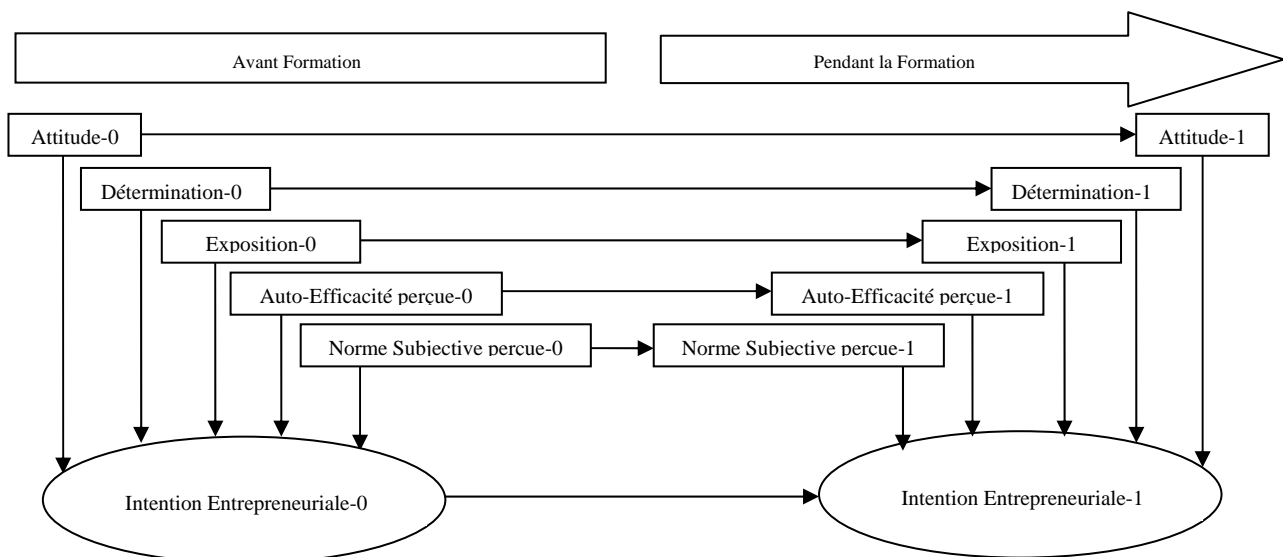 Avant Formation
Pendant la Formation
Attitude-0
Attitude-1
Détermination-0
Détermination-1
Exposition-0
Exposition-1
Auto-Efficacité perçue-0
Auto-Efficacité perçue-1
Norme Subjective perçue-0
Norme Subjective perçue-1
Intention Entrepreneuriale-0
Intention Entrepreneuriale-1